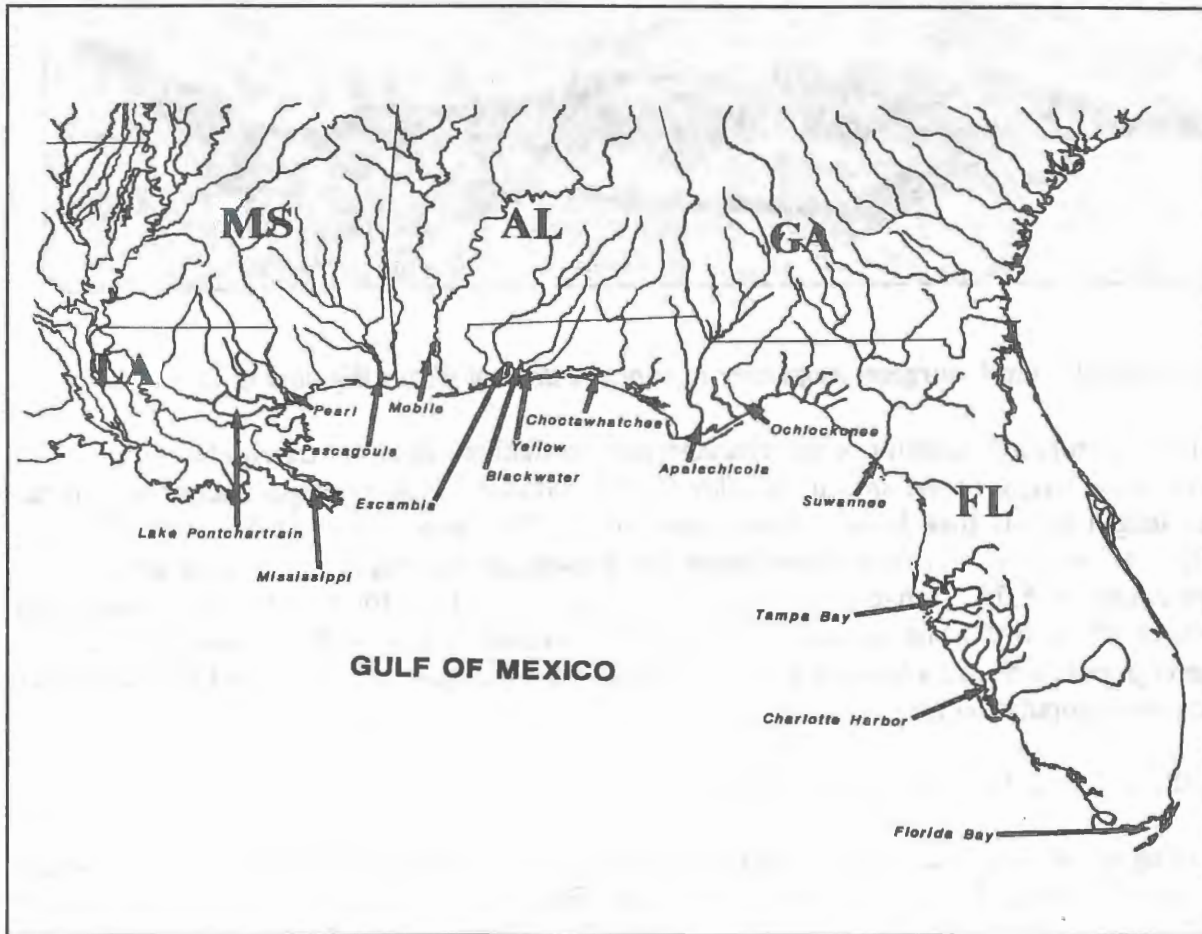 MS
AL
GA
LA
Pearl
Mobile
Pascagoula
Choctawhatchee
Yellow
Blackwater
Escambia
Ochlockonee
Apalachicola
Suwannee
FL
Lake Pontchartrain
Mississippi
Tampa Bay
GULF OF MEXICO
Charlotte Harbor
Florida Bay